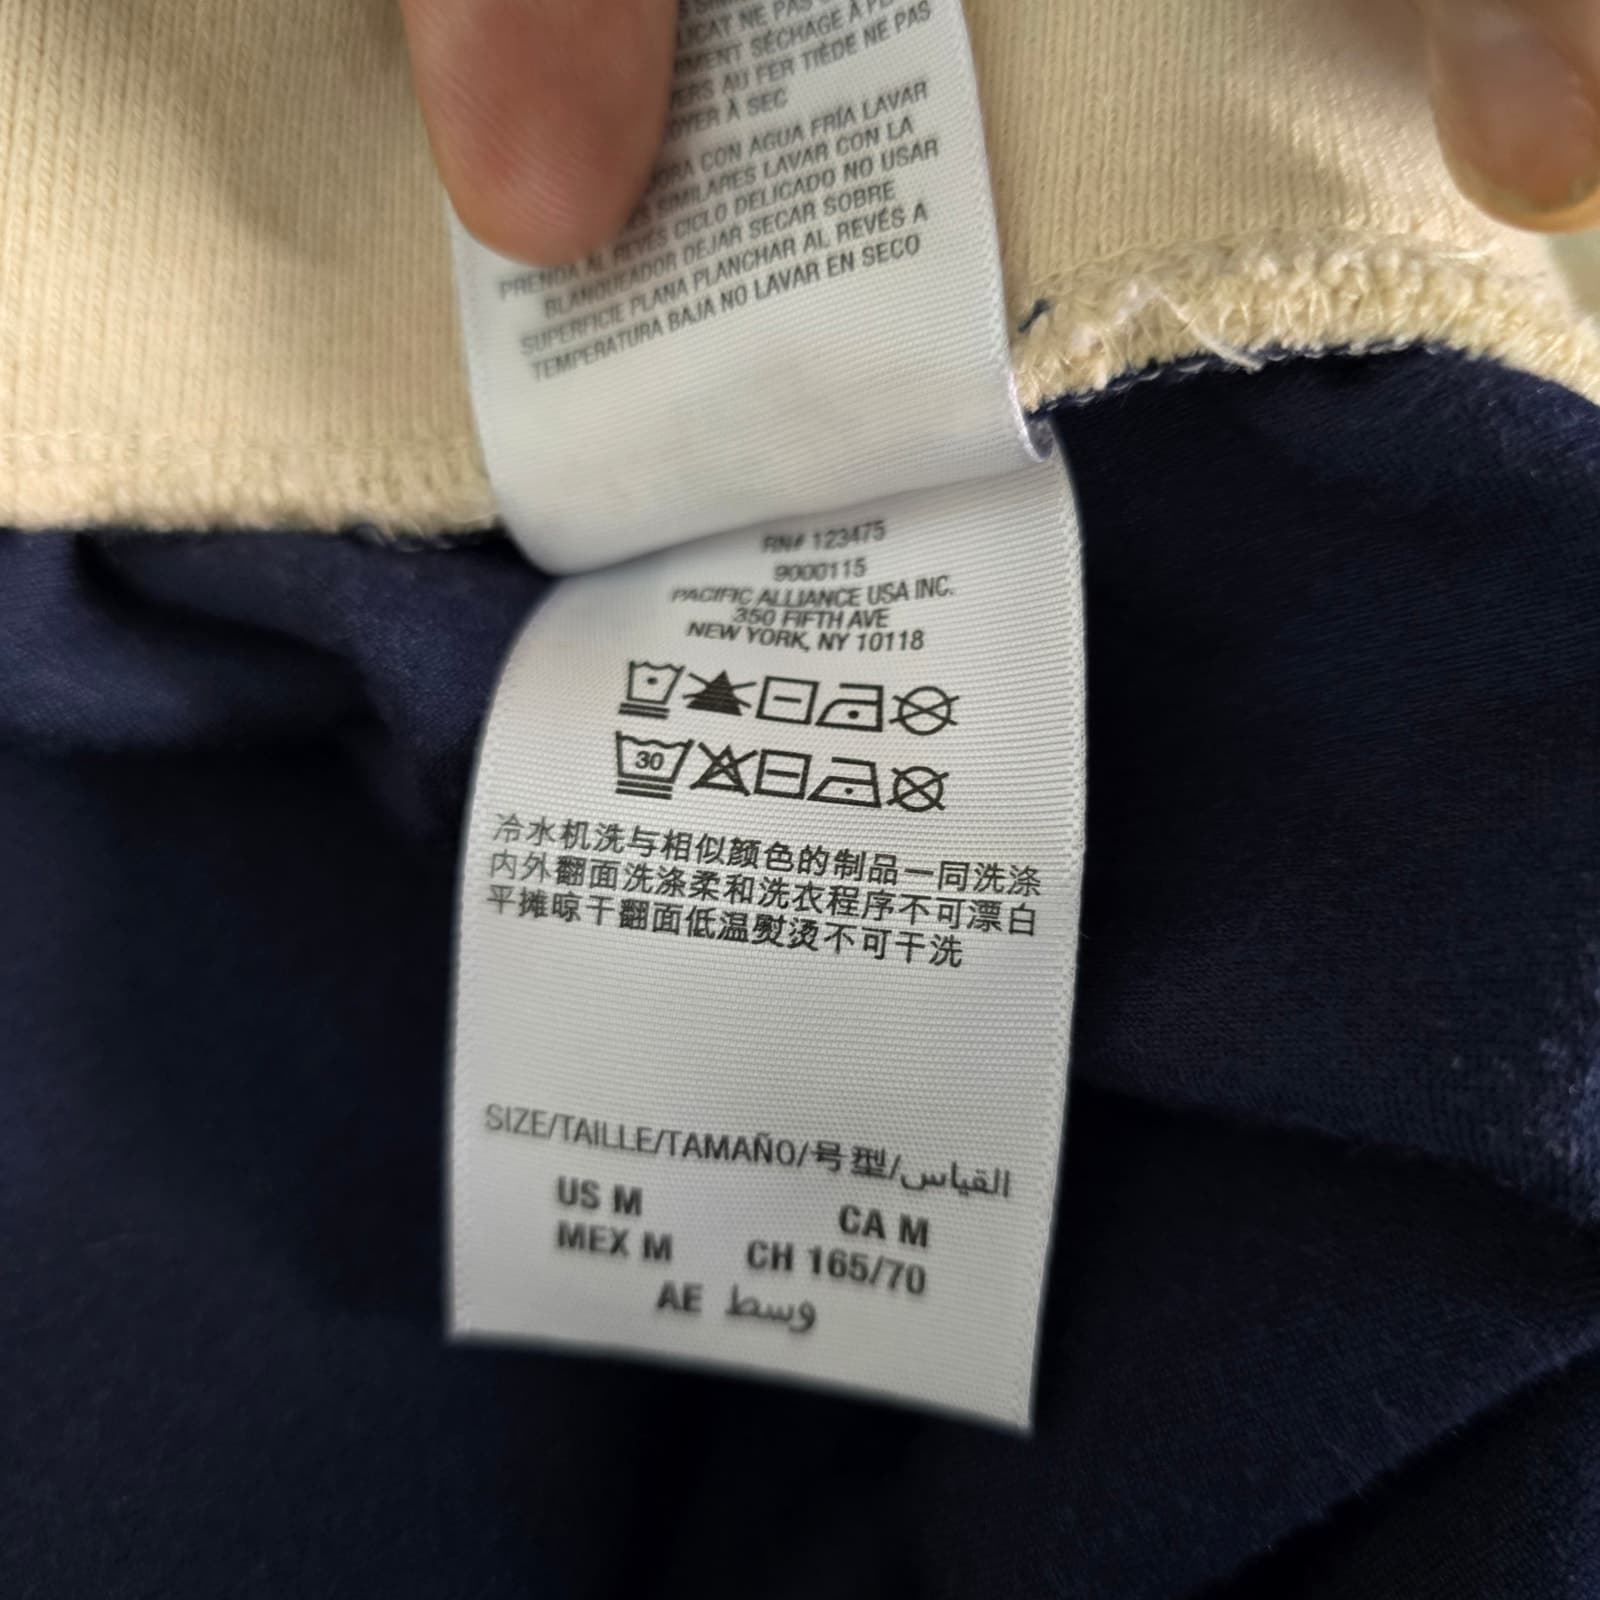 NE PAS
MENT SÉCHAGE À
AU FER TIÈDE NE PAS
À SEC
CON AGUA FRÍA LAVAR
SIMILARES LAVAR CON LA
PRENDA AL REVÉS CICLO DELICADO NO USAR
BLANQUEADOR DEJAR SECAR SOBRE
SUPERFICIE PLANA PLANCHAR AL REVÉS A
TEMPERATURA BAJA NO LAVAR EN SECO
RN# 123475
9000115
PACIFIC ALLIANCE USA INC.
350 FIFTH AVE
NEW YORK, NY 10118
30
冷水机洗与相似颜色的制品一同洗涤
内外翻面洗涤柔和洗衣程序不可漂白
平摊晾干翻面低温熨烫不可干洗
SIZE/TAILLE/TAMAÑO/号型/القياس
US M CA M
MEX M CH 165/70
AE وسط